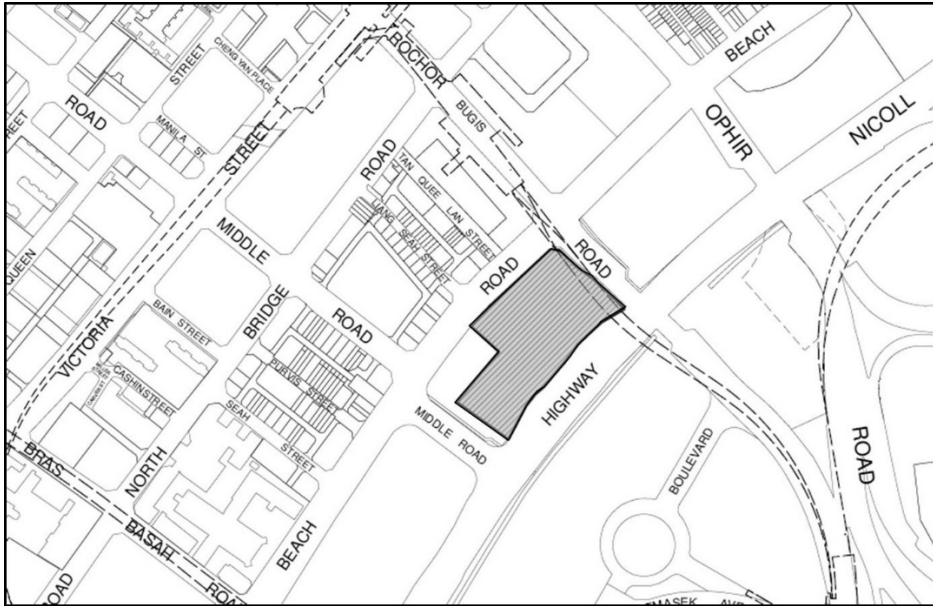 CHENG YAN PLACE
STREET
ROAD
MANILA ST
STREET
ROCHOR
BUGIS
BEACH
OPHIR
NICOLL
ROAD
TAN QUEE LAN STREET
LIANG SEAH STREET
MIDDLE
ROAD
ROAD
ROAD
QUEEN
VICTORIA
BAIN STREET
BRIDGE
CASHIN STREET
PURVIS STREET
SEAH STREET
MIDDLE ROAD
HIGHWAY
BOULEVARD
ROAD
NORTH
BRAS
BASAH
BEACH
ROAD